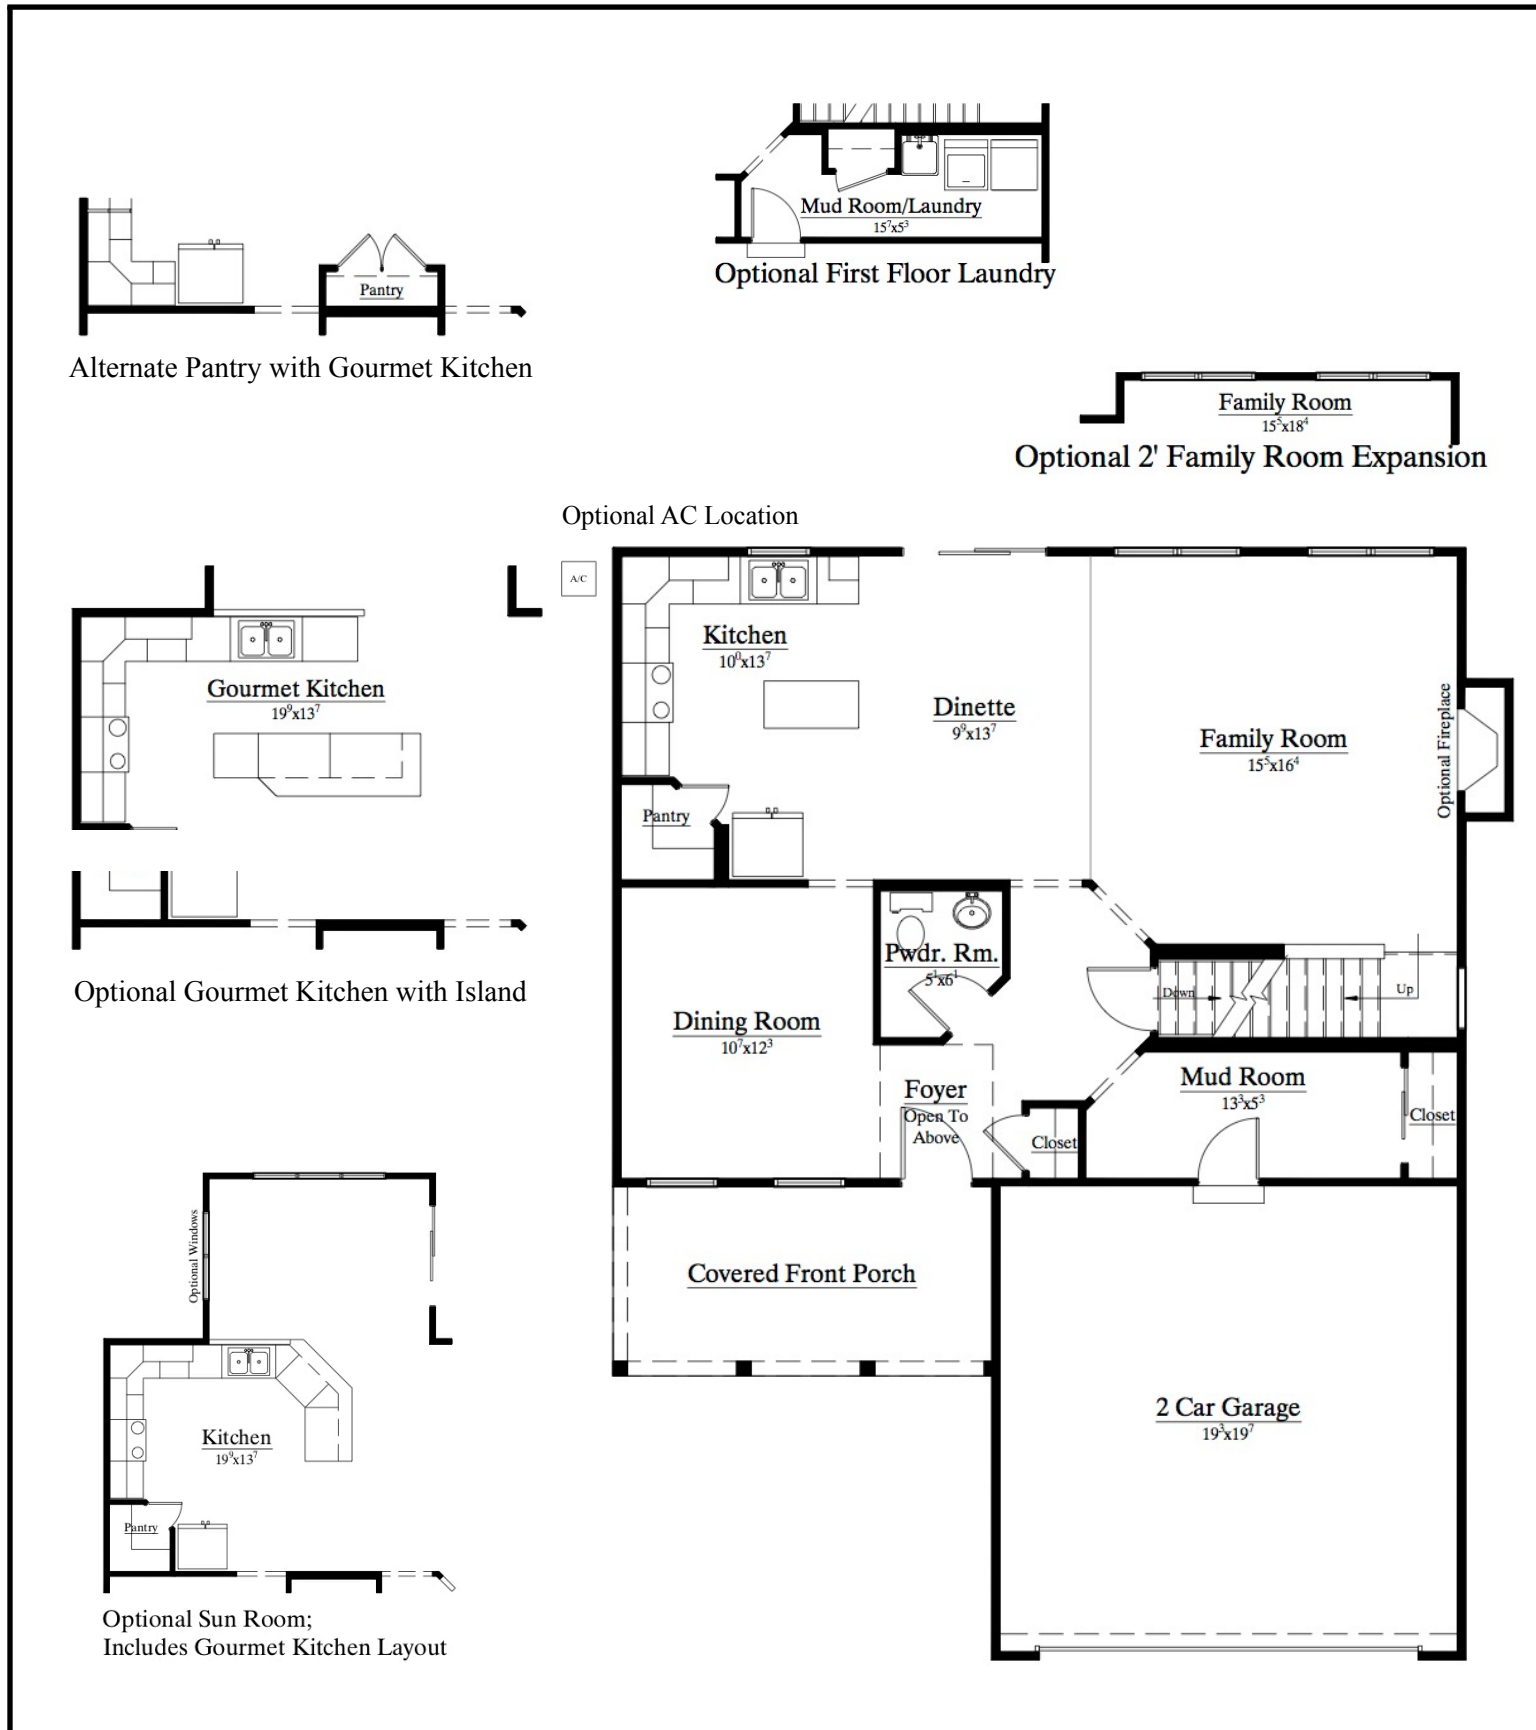 Mud Room/Laundry
15⁷x5³
Optional First Floor Laundry
Pantry
Alternate Pantry with Gourmet Kitchen
Family Room
15⁵x18⁴
Optional 2' Family Room Expansion
Optional AC Location
A/C
Gourmet Kitchen
19⁹x13⁷
Optional Gourmet Kitchen with Island
Kitchen
10⁰x13⁷
Dinette
9⁹x13⁷
Family Room
15⁵x16⁴
Optional Fireplace
Pantry
Pwdr. Rm.
5¹x6¹
Down
Up
Dining Room
10⁷x12³
Foyer
Open To
Above
Closet
Mud Room
13³x5³
Closet
Covered Front Porch
2 Car Garage
19³x19⁷
Optional Windows
Kitchen
19⁹x13⁷
Pantry
Optional Sun Room;
Includes Gourmet Kitchen Layout